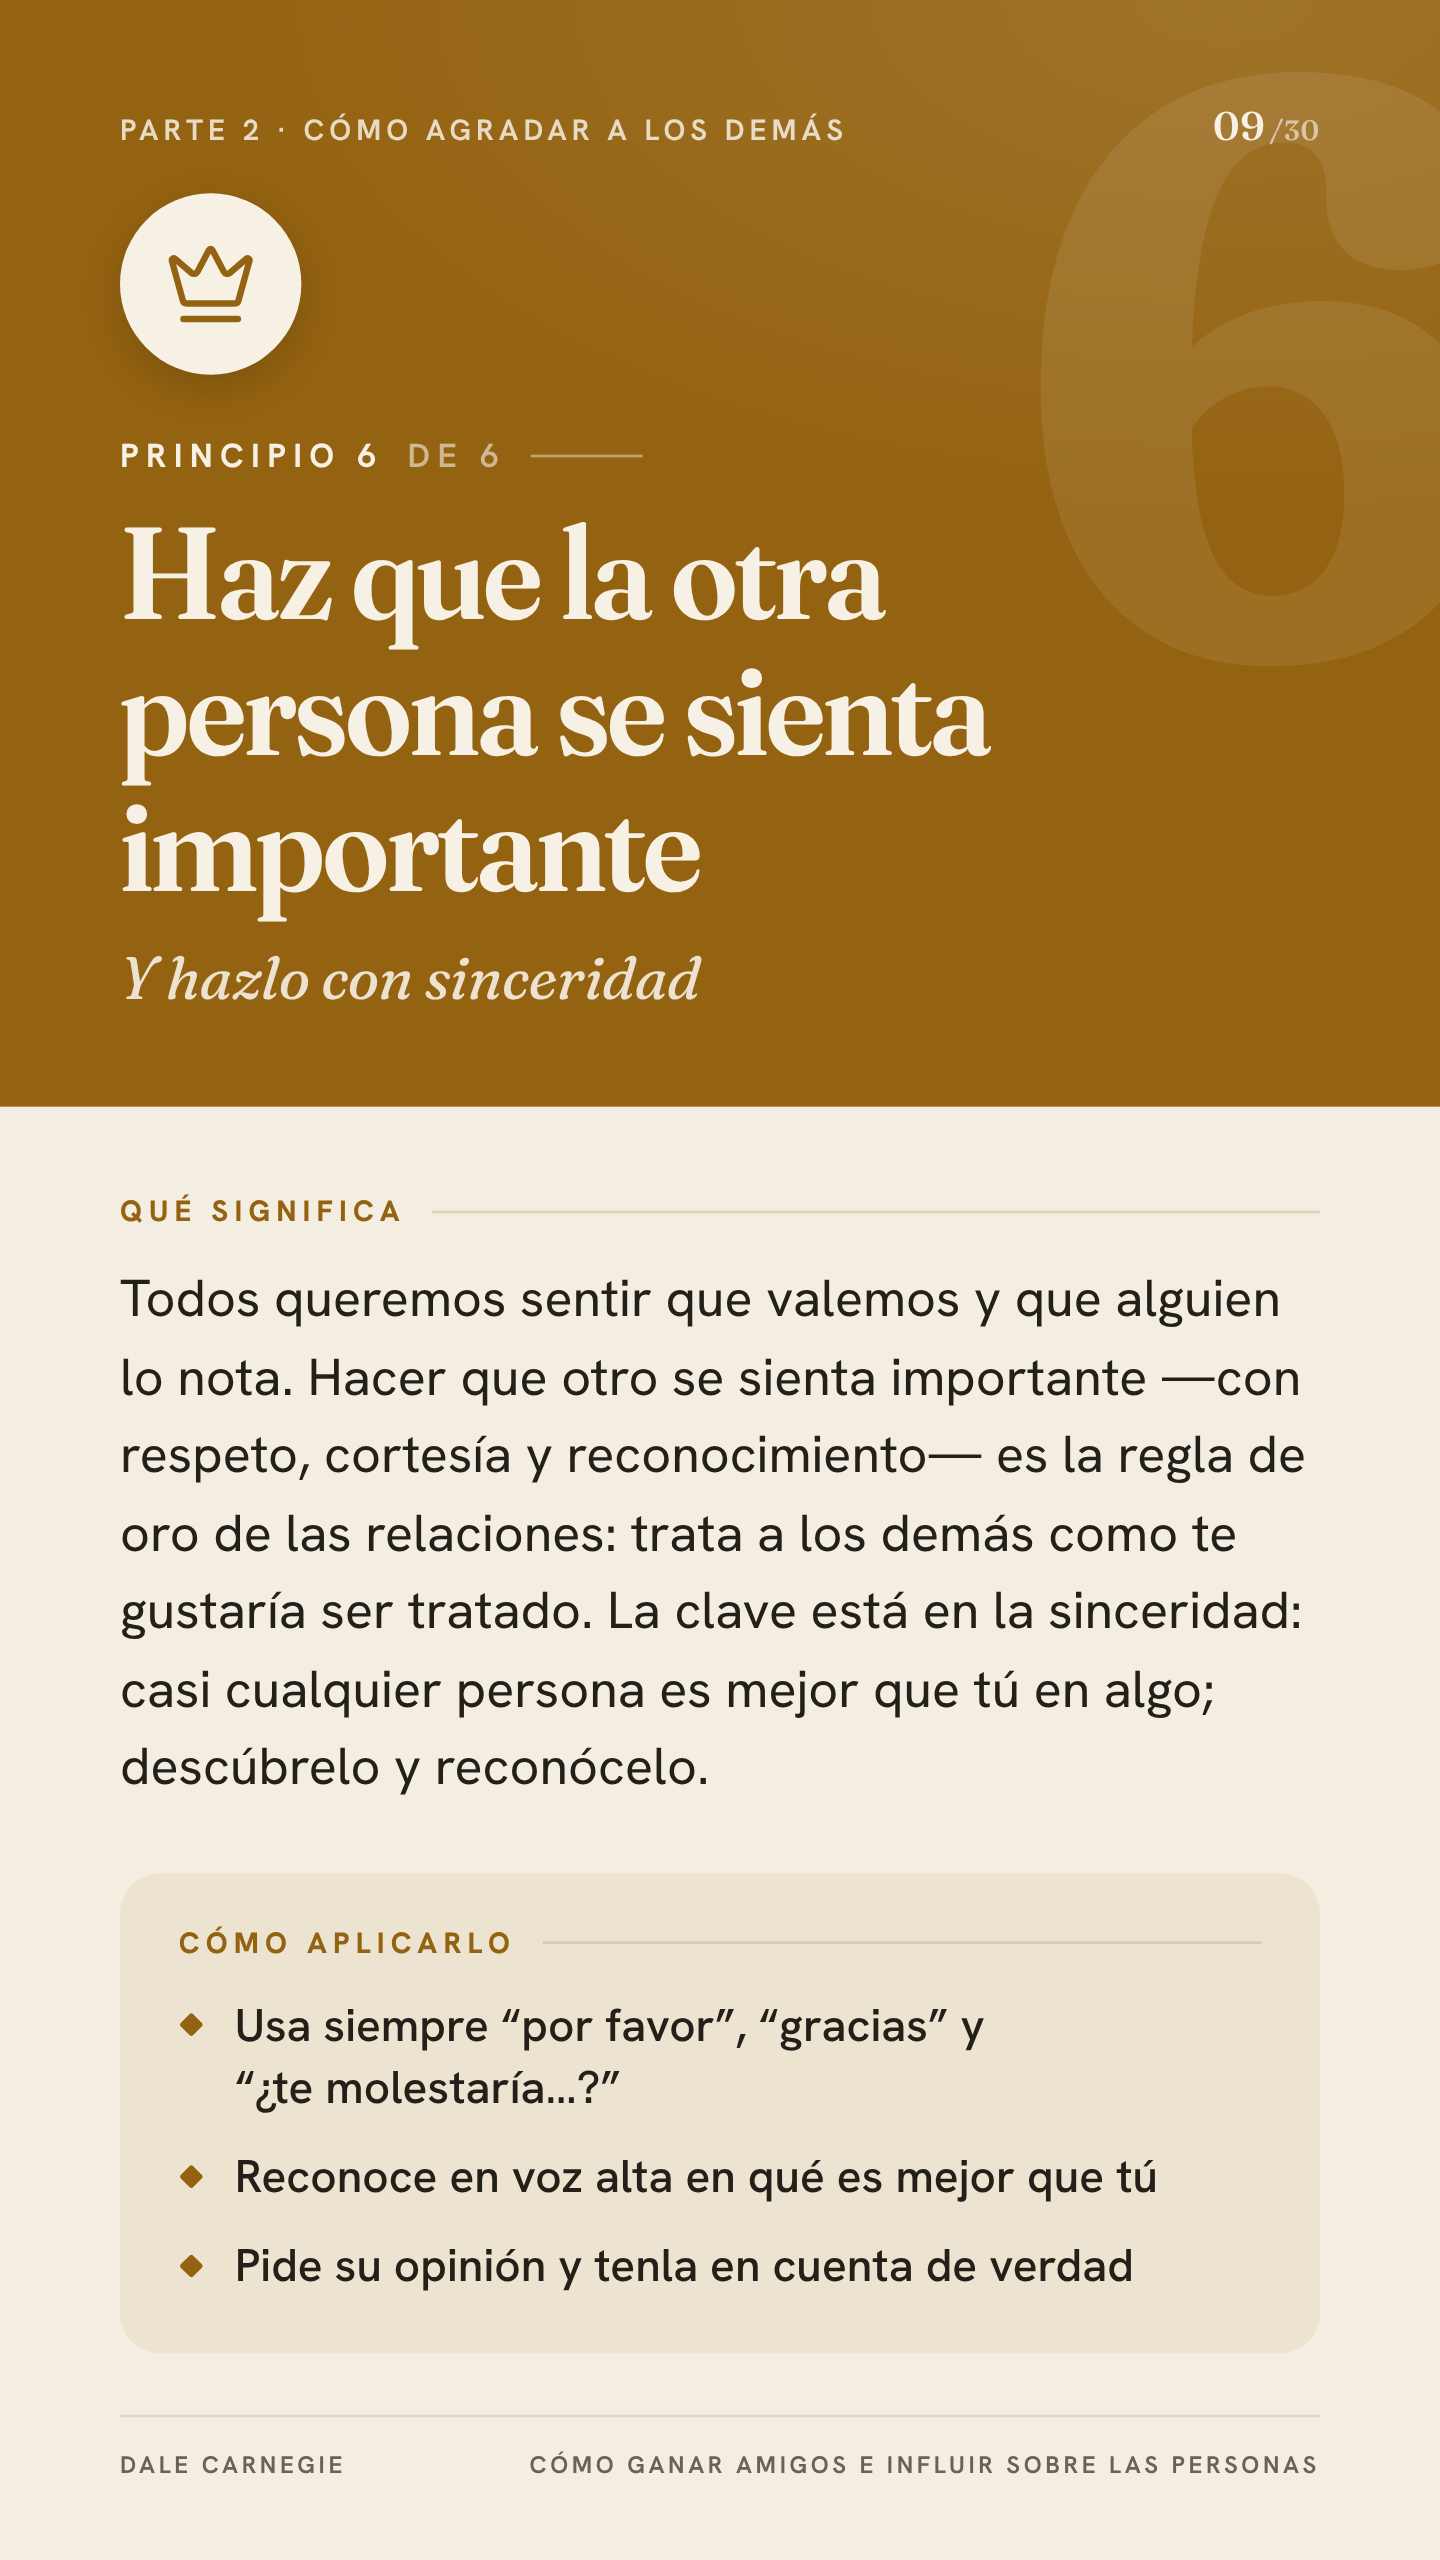 PARTE 2 · CÓMO AGRADAR A LOS DEMÁS
09/30
6
PRINCIPIO 6 DE 6
Haz que la otra
persona se sienta
importante
Y hazlo con sinceridad
QUÉ SIGNIFICA
Todos queremos sentir que valemos y que alguien
lo nota. Hacer que otro se sienta importante —con
respeto, cortesía y reconocimiento— es la regla de
oro de las relaciones: trata a los demás como te
gustaría ser tratado. La clave está en la sinceridad:
casi cualquier persona es mejor que tú en algo;
descúbrelo y reconócelo.
CÓMO APLICARLO
Usa siempre “por favor”, “gracias” y
“¿te molestaría…?”
Reconoce en voz alta en qué es mejor que tú
Pide su opinión y tenla en cuenta de verdad
DALE CARNEGIE
CÓMO GANAR AMIGOS E INFLUIR SOBRE LAS PERSONAS